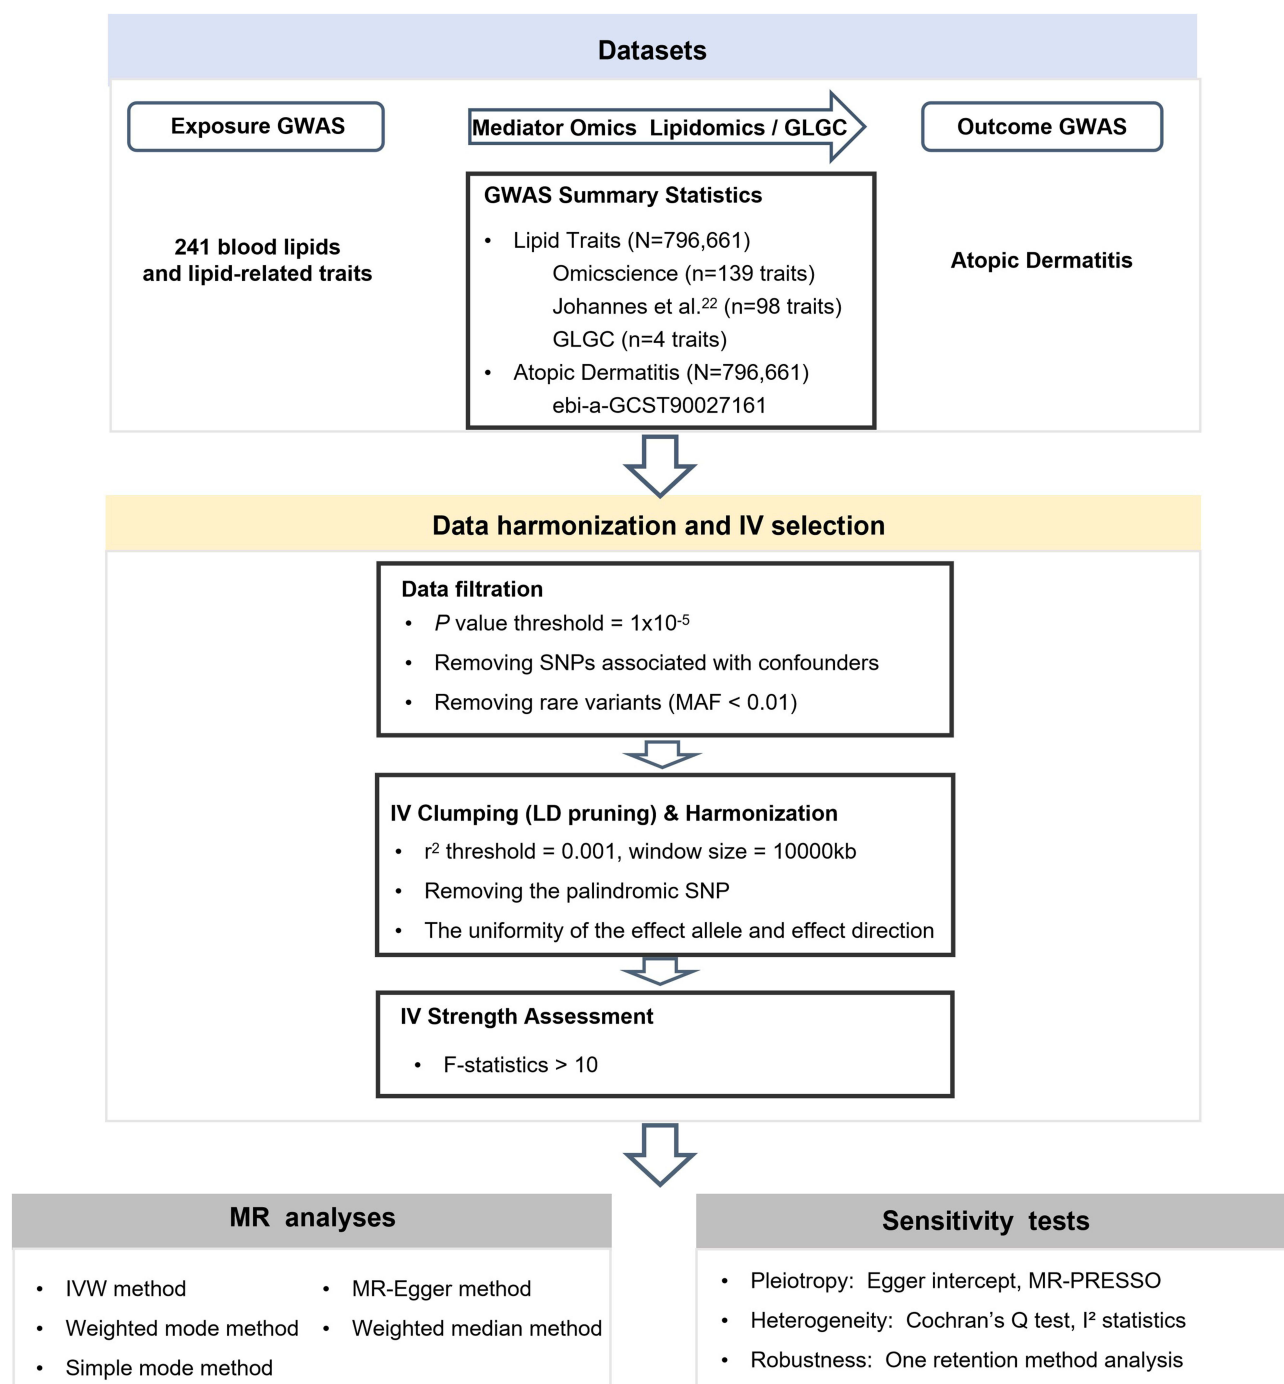 Datasets
Exposure GWAS
Mediator Omics  Lipidomics / GLGC
Outcome GWAS
241 blood lipids
and lipid-related traits
GWAS Summary Statistics
• Lipid Traits (N=796,661)
Omicscience (n=139 traits)
Johannes et al.²² (n=98 traits)
GLGC (n=4 traits)
• Atopic Dermatitis (N=796,661)
ebi-a-GCST90027161
Atopic Dermatitis
Data harmonization and IV selection
Data filtration
• P value threshold = 1x10⁻⁵
• Removing SNPs associated with confounders
• Removing rare variants (MAF < 0.01)
IV Clumping (LD pruning) & Harmonization
• r² threshold = 0.001, window size = 10000kb
• Removing the palindromic SNP
• The uniformity of the effect allele and effect direction
IV Strength Assessment
• F-statistics > 10
MR  analyses
• IVW method
• MR-Egger method
• Weighted mode method
• Weighted median method
• Simple mode method
Sensitivity  tests
• Pleiotropy:  Egger intercept, MR-PRESSO
• Heterogeneity:  Cochran’s Q test, I² statistics
• Robustness:  One retention method analysis